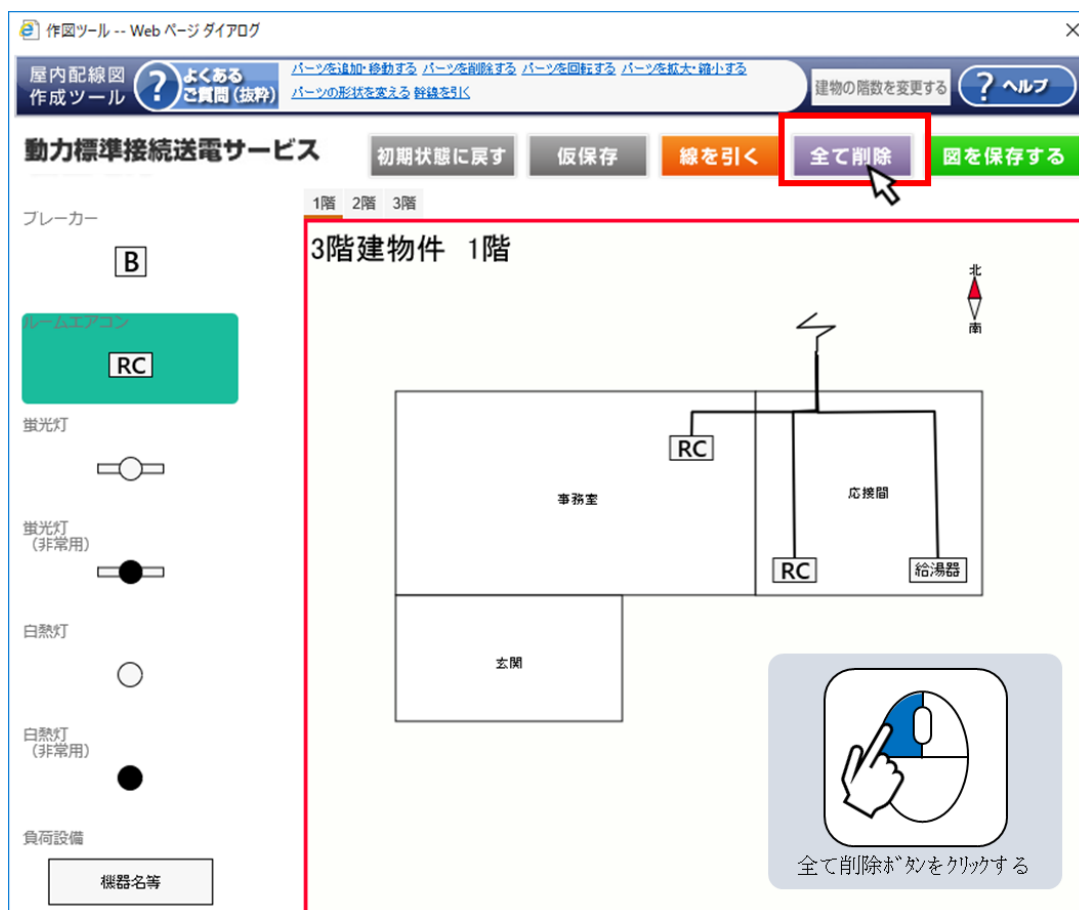 作図ツール -- Web ページ ダイアログ
屋内配線図
作成ツール
?
よくある
ご質問 (抜粋)
パーツを追加・移動する パーツを削除する パーツを回転する パーツを拡大・縮小する
パーツの形状を変える 幹線を引く
建物の階数を変更する
? ヘルプ
動力標準接続送電サービス
初期状態に戻す
仮保存
線を引く
全て削除
図を保存する
1階 2階 3階
ブレーカー
B
ルームエアコン
RC
蛍光灯
蛍光灯
(非常用)
白熱灯
白熱灯
(非常用)
負荷設備
機器名等
3階建物件 1階
北
南
RC
事務室
応接間
RC
給湯器
玄関
全て削除ボタンをクリックする